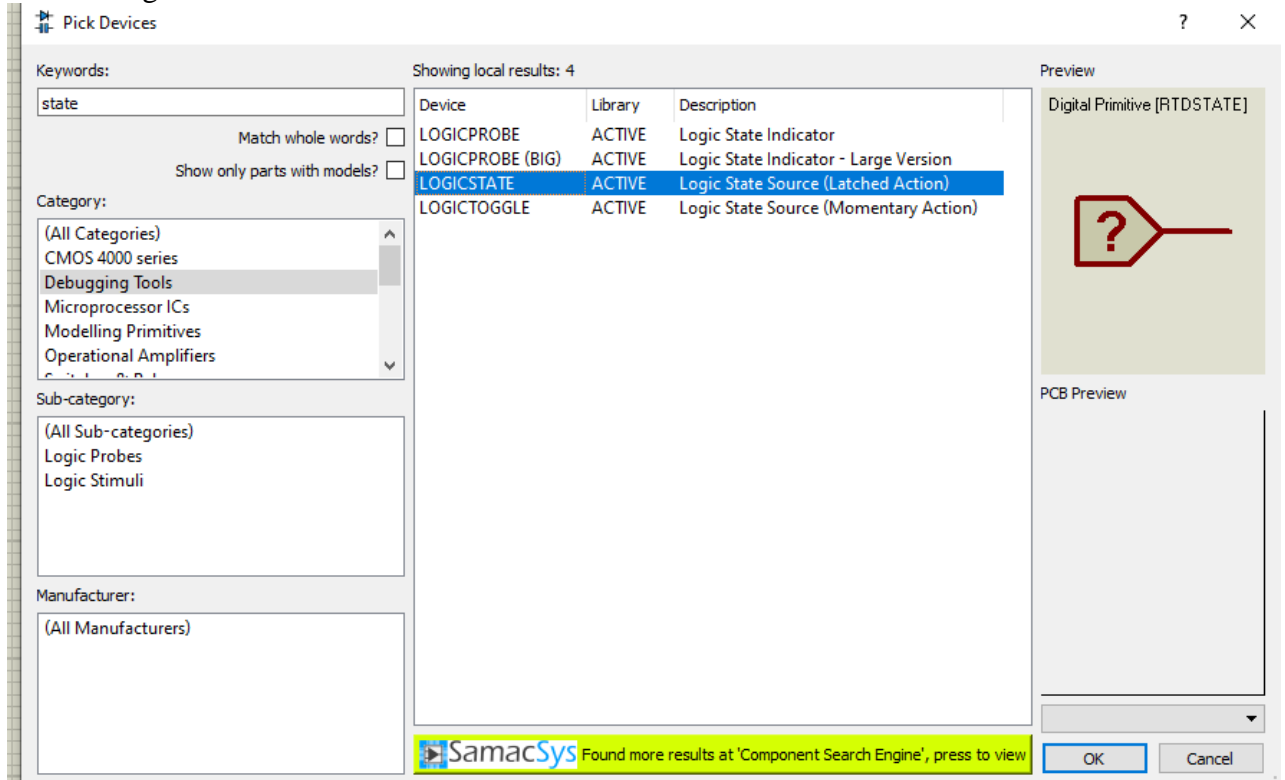 Pick Devices
?
Keywords:
state
Match whole words?
Show only parts with models?
Category:
(All Categories)
CMOS 4000 series
Debugging Tools
Microprocessor ICs
Modelling Primitives
Operational Amplifiers
Sub-category:
(All Sub-categories)
Logic Probes
Logic Stimuli
Manufacturer:
(All Manufacturers)
Showing local results: 4
Device Library Description
LOGICPROBE ACTIVE Logic State Indicator
LOGICPROBE (BIG) ACTIVE Logic State Indicator - Large Version
LOGICSTATE ACTIVE Logic State Source (Latched Action)
LOGICTOGGLE ACTIVE Logic State Source (Momentary Action)
SamacSys Found more results at 'Component Search Engine', press to view
Preview
Digital Primitive [RTDSTATE]
?
PCB Preview
OK Cancel